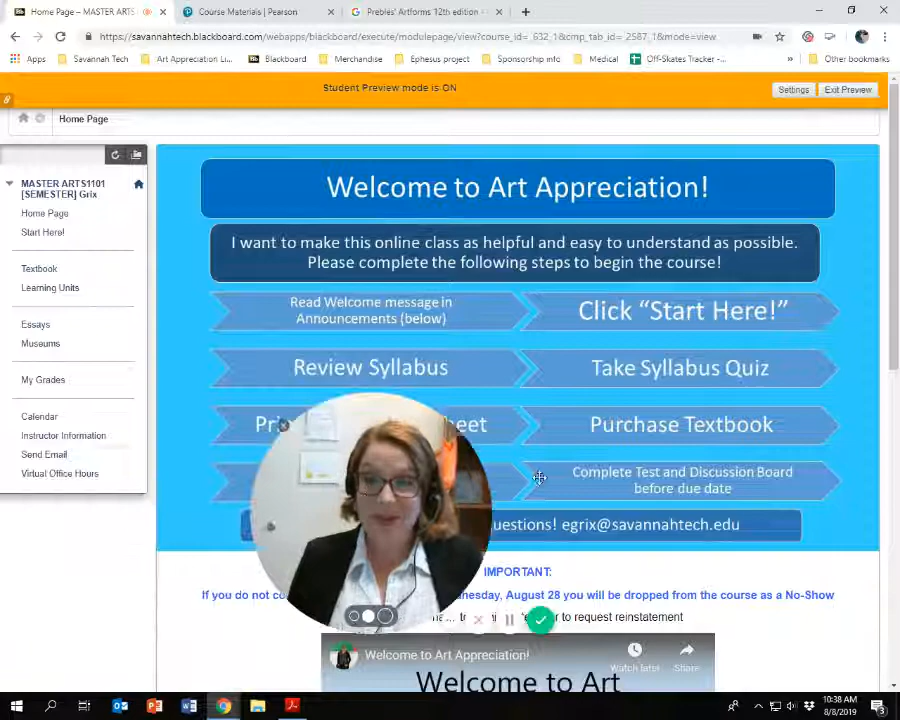 Home Page – MASTER ARTS
Course Materials | Pearson
Prebles' Artforms 12th edition -
https://savannahtech.blackboard.com/webapps/blackboard/execute/modulepage/view?course_id=_632_1&cmp_tab_id=_2587_1&mode=view
Apps
Savannah Tech
Art Appreciation Li...
Blackboard
Merchandise
Ephesus project
Sponsorship info
Medical
Off-Skates Tracker -
Other bookmarks
Student Preview mode is ON
Settings
Exit Preview
Home Page
MASTER ARTS1101
[SEMESTER] Grix
Home Page
Start Here!
Textbook
Learning Units
Essays
Museums
My Grades
Calendar
Instructor Information
Send Email
Virtual Office Hours
Welcome to Art Appreciation!
I want to make this online class as helpful and easy to understand as possible.
Please complete the following steps to begin the course!
Read Welcome message in
Announcements (below)
Click “Start Here!”
Review Syllabus
Take Syllabus Quiz
Purchase Textbook
Complete Test and Discussion Board
before due date
questions! egrix@savannahtech.edu
IMPORTANT:
If you do not August 28 you will be dropped from the course as a No-Show
to request reinstatement
Welcome to Art Appreciation!
Watch later
Share
Welcome to Art
10:38 AM
8/8/2019
3